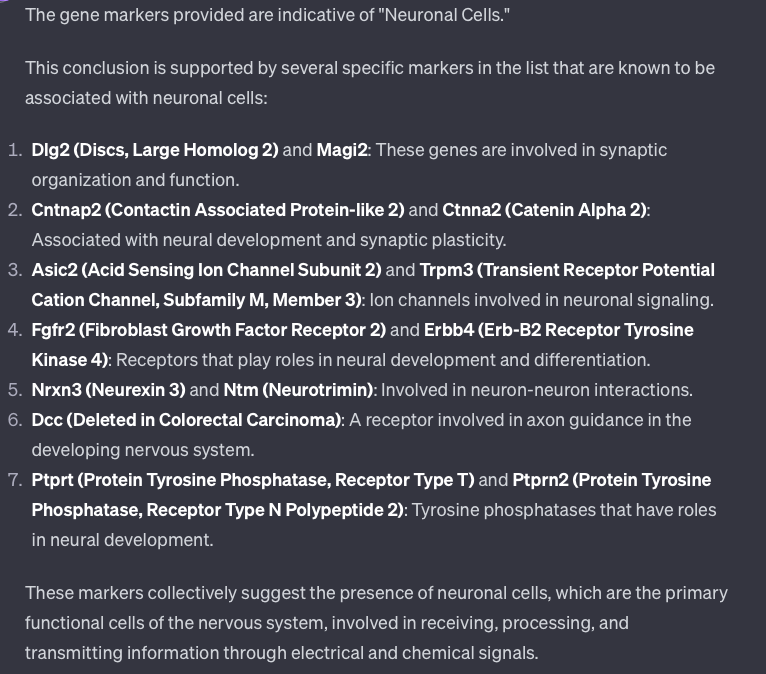 The gene markers provided are indicative of "Neuronal Cells."
This conclusion is supported by several specific markers in the list that are known to be
associated with neuronal cells:
1. Dlg2 (Discs, Large Homolog 2) and Magi2: These genes are involved in synaptic
organization and function.
2. Cntnap2 (Contactin Associated Protein-like 2) and Ctnna2 (Catenin Alpha 2):
Associated with neural development and synaptic plasticity.
3. Asic2 (Acid Sensing Ion Channel Subunit 2) and Trpm3 (Transient Receptor Potential
Cation Channel, Subfamily M, Member 3): Ion channels involved in neuronal signaling.
4. Fgfr2 (Fibroblast Growth Factor Receptor 2) and Erbb4 (Erb-B2 Receptor Tyrosine
Kinase 4): Receptors that play roles in neural development and differentiation.
5. Nrxn3 (Neurexin 3) and Ntm (Neurotrimin): Involved in neuron-neuron interactions.
6. Dcc (Deleted in Colorectal Carcinoma): A receptor involved in axon guidance in the
developing nervous system.
7. Ptprt (Protein Tyrosine Phosphatase, Receptor Type T) and Ptprn2 (Protein Tyrosine
Phosphatase, Receptor Type N Polypeptide 2): Tyrosine phosphatases that have roles
in neural development.
These markers collectively suggest the presence of neuronal cells, which are the primary
functional cells of the nervous system, involved in receiving, processing, and
transmitting information through electrical and chemical signals.